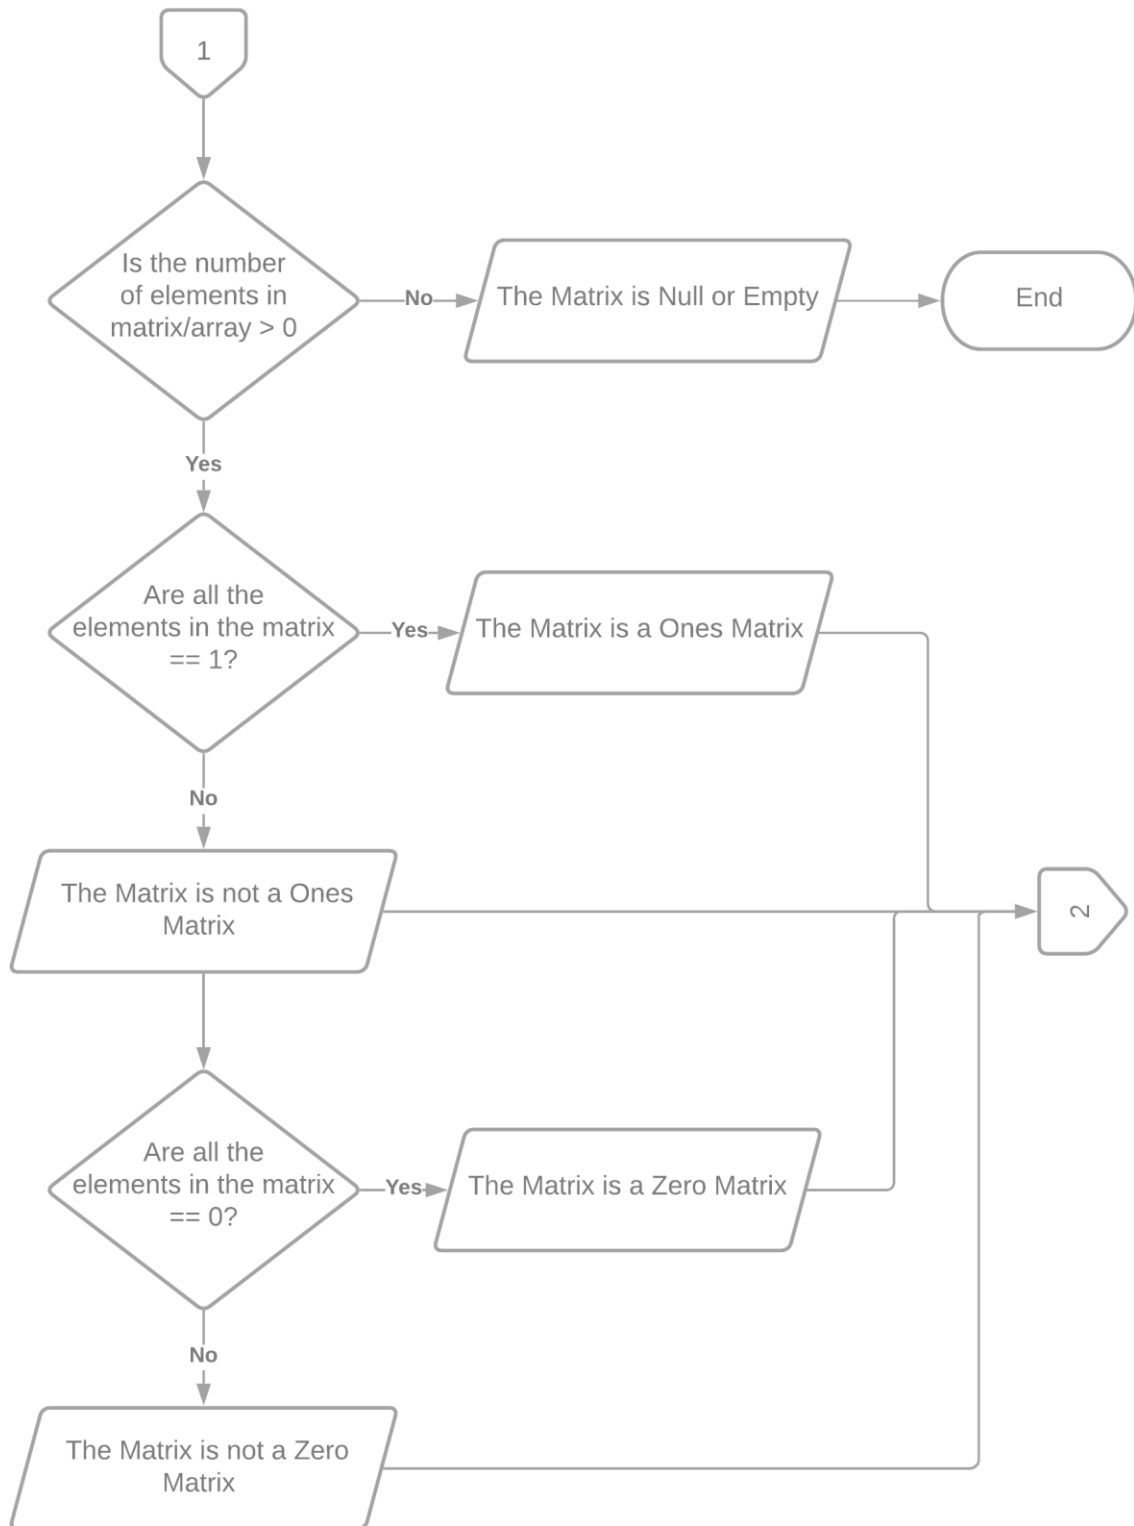 1
Is the number
of elements in
matrix/array > 0
No
The Matrix is Null or Empty
End
Yes
Are all the
elements in the matrix
== 1?
Yes
The Matrix is a Ones Matrix
No
The Matrix is not a Ones
Matrix
2
Are all the
elements in the matrix
== 0?
Yes
The Matrix is a Zero Matrix
No
The Matrix is not a Zero
Matrix